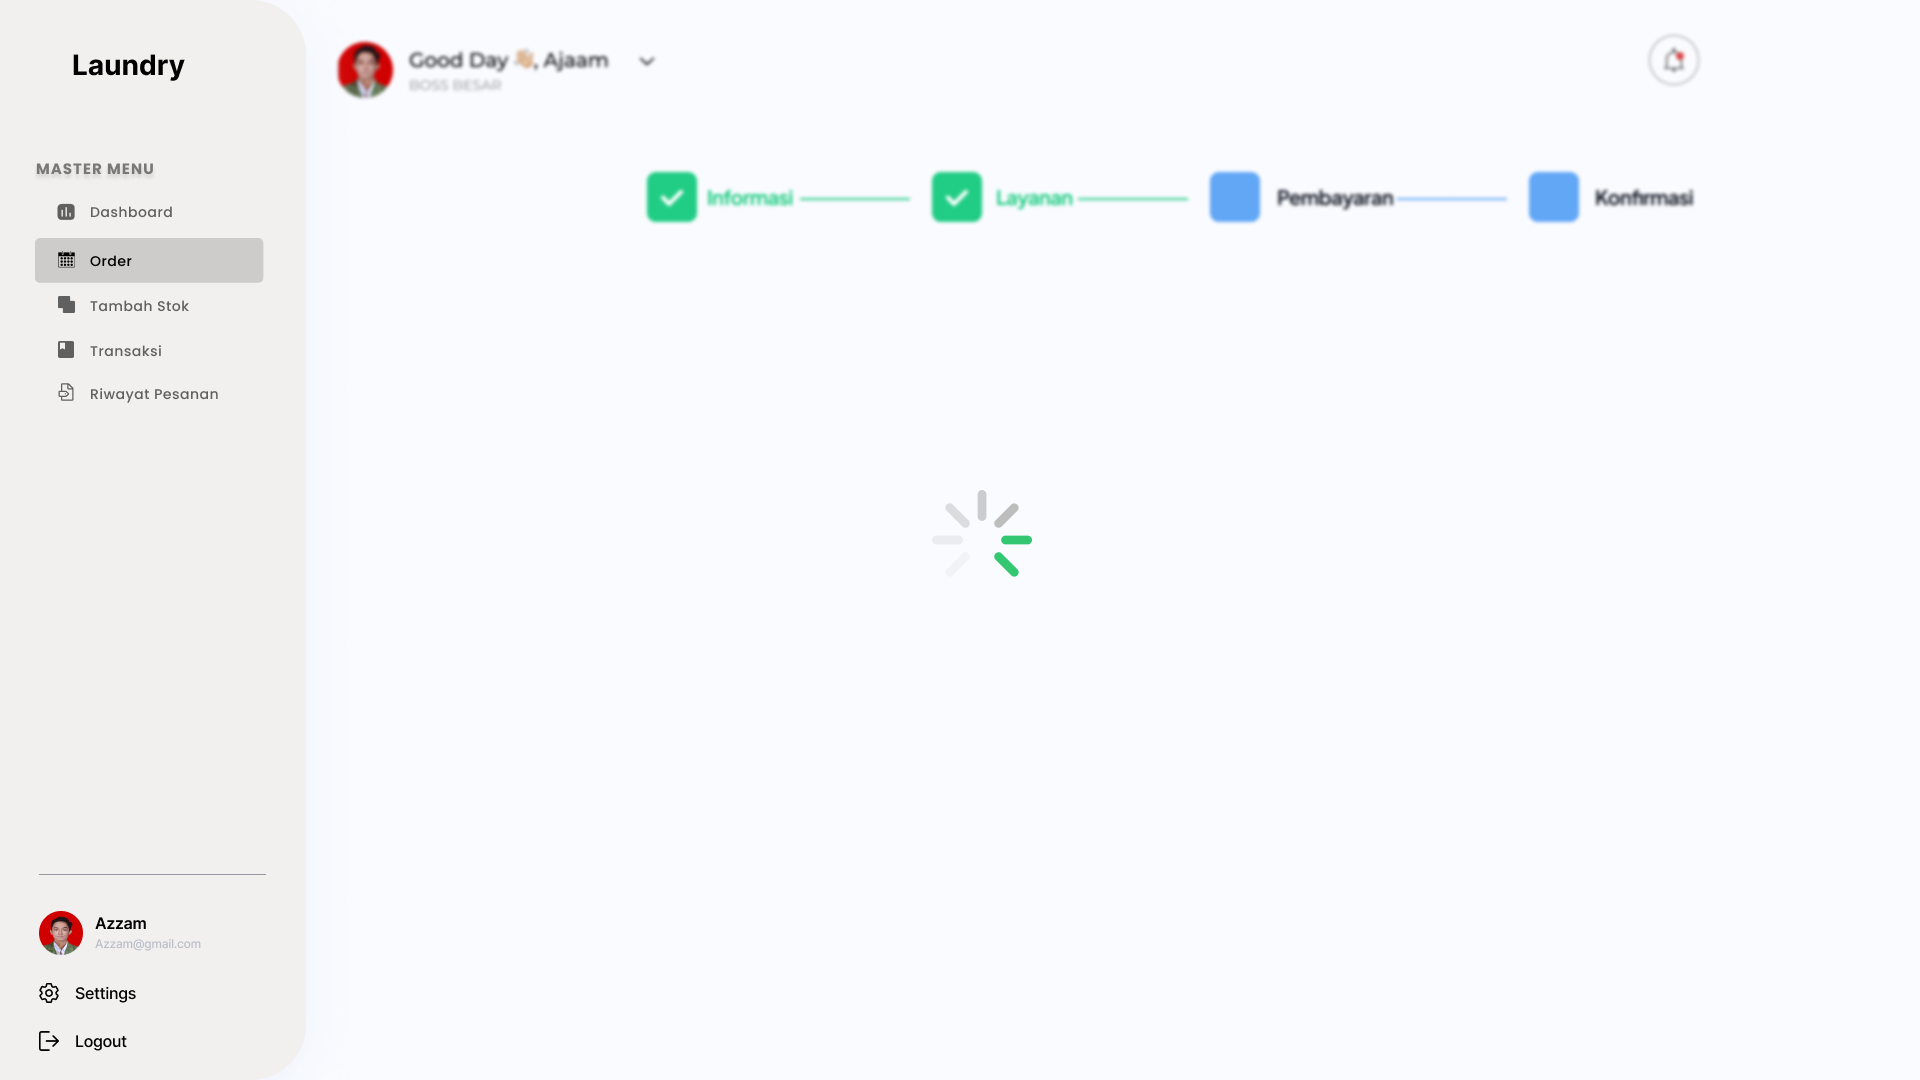 Laundry
MASTER MENU
Dashboard
Order
Tambah Stok
Transaksi
Riwayat Pesanan
Azzam
Azzam@gmail.com
Settings
Logout
Good Day 👋🏻, Ajaam
BOSS BESAR
Informasi
Layanan
Pembayaran
Konfirmasi